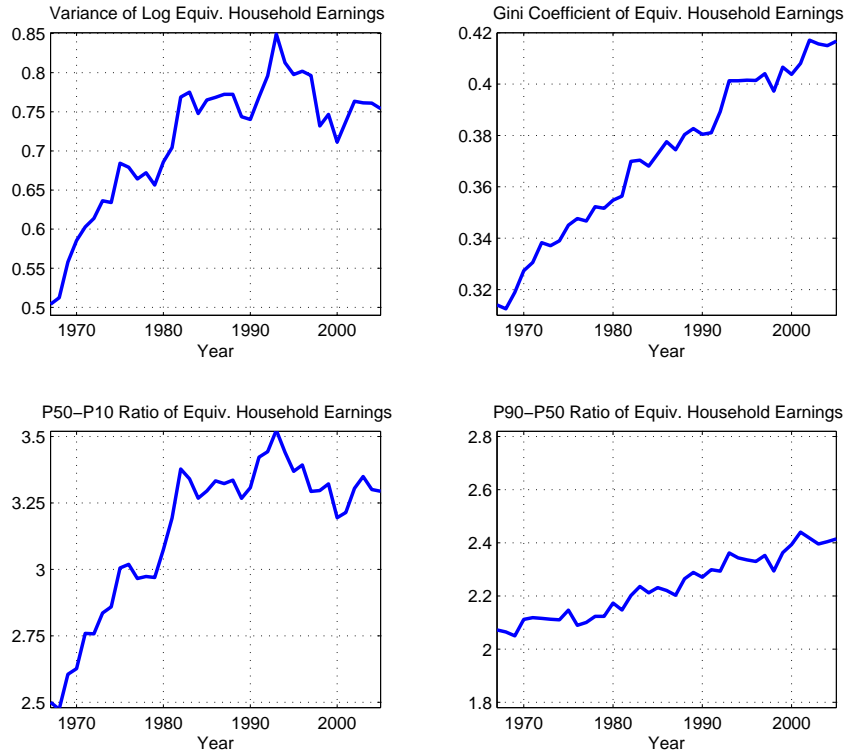 Variance of Log Equiv. Household Earnings
0.85
0.8
0.75
0.7
0.65
0.6
0.55
0.5
1970 1980 1990 2000
Year
Gini Coefficient of Equiv. Household Earnings
0.42
0.4
0.38
0.36
0.34
0.32
1970 1980 1990 2000
Year
P50−P10 Ratio of Equiv. Household Earnings
3.5
3.25
3
2.75
2.5
1970 1980 1990 2000
Year
P90−P50 Ratio of Equiv. Household Earnings
2.8
2.6
2.4
2.2
2
1.8
1970 1980 1990 2000
Year